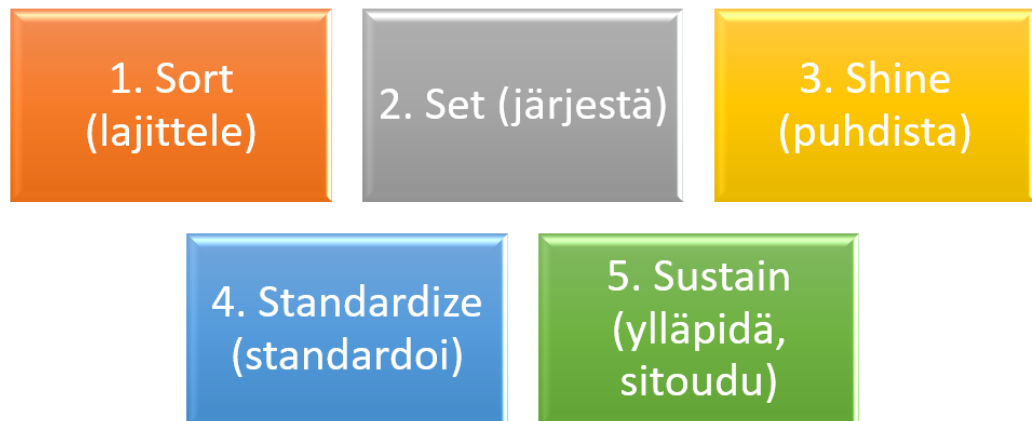 1. Sort
(lajittele)
2. Set (järjestä)
3. Shine
(puhdista)
4. Standardize
(standardoi)
5. Sustain
(ylläpidä,
sitoudu)